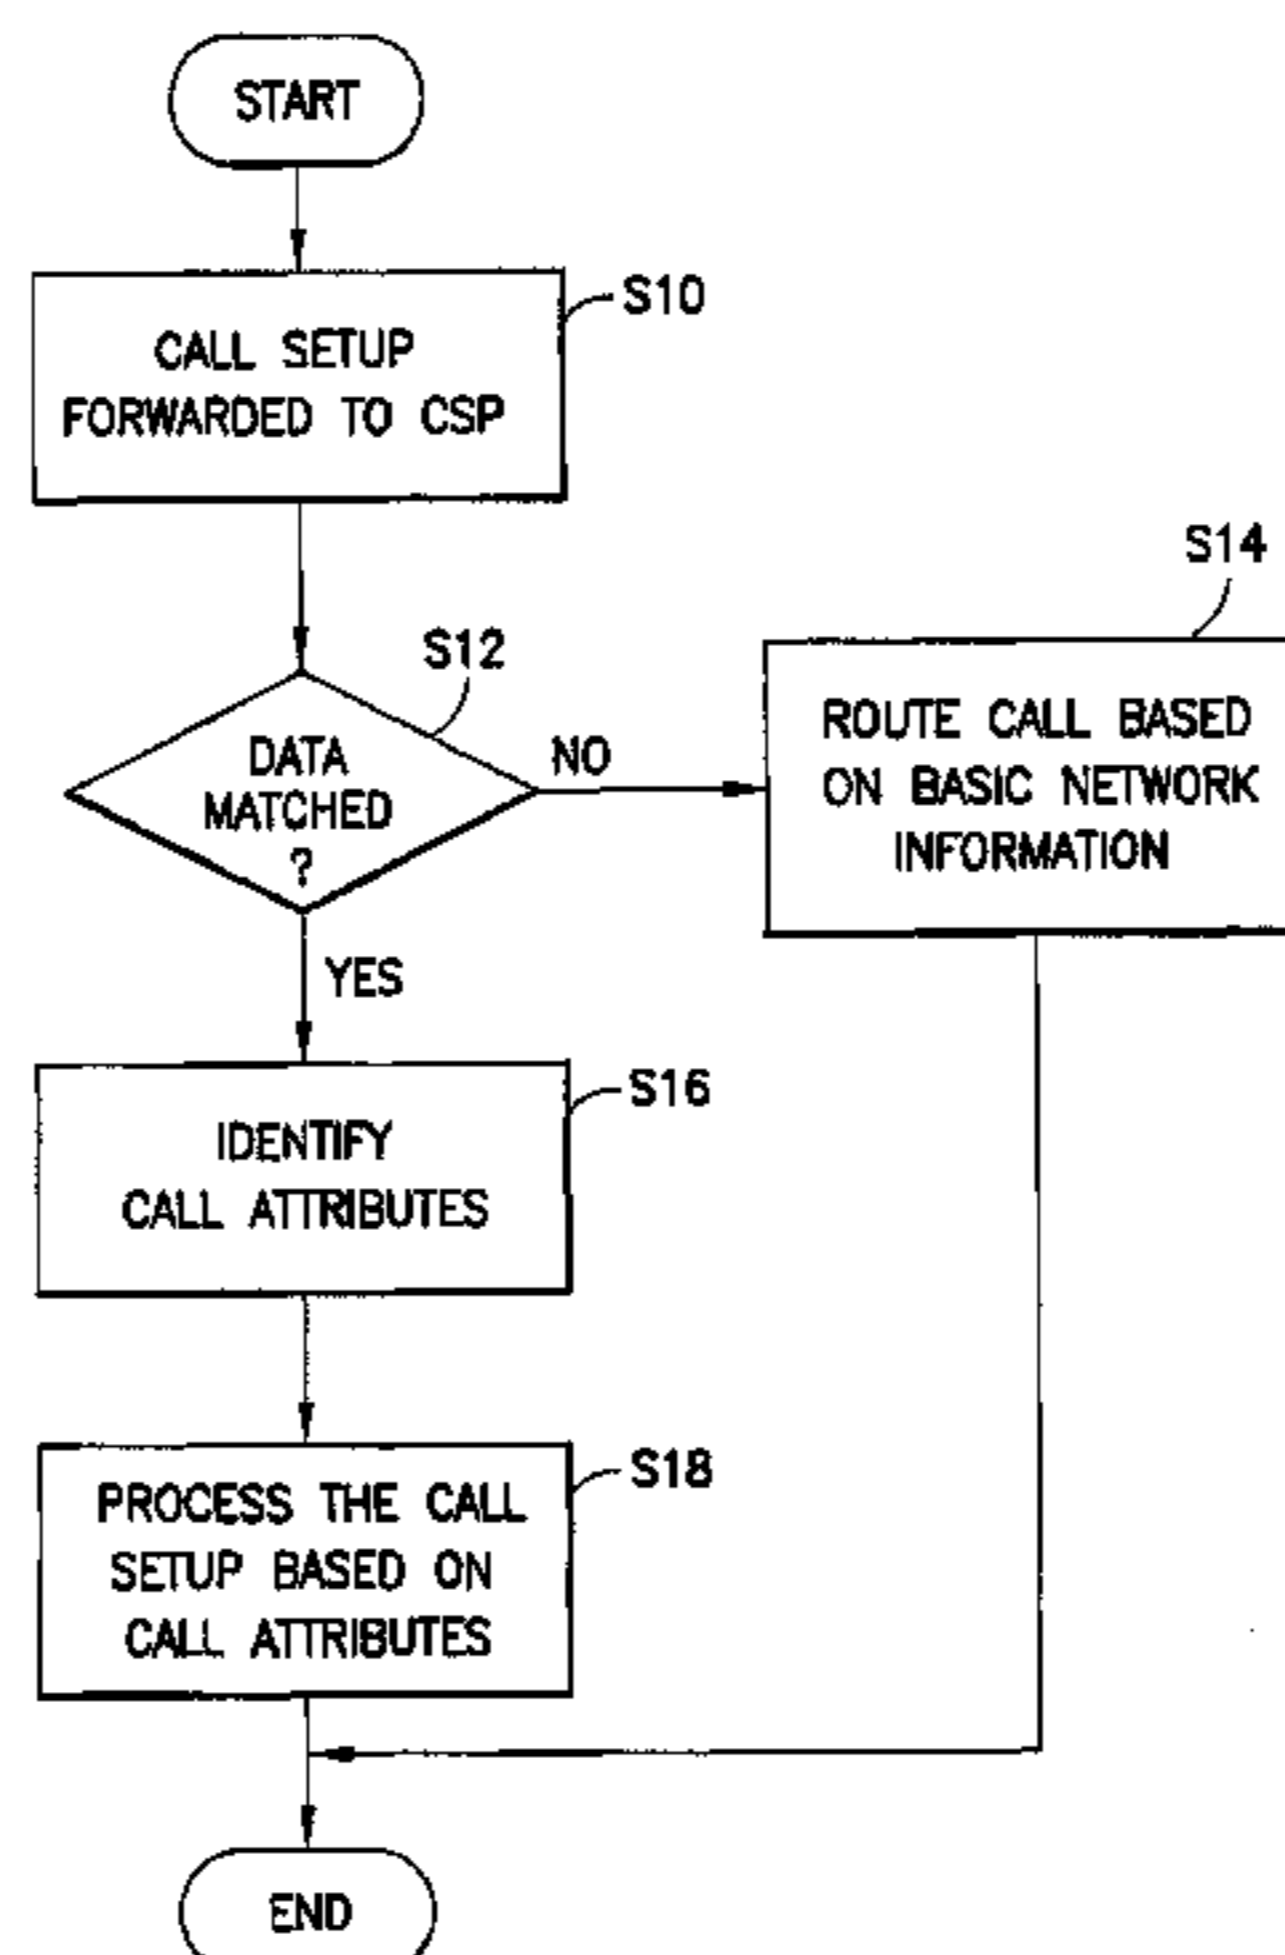 START
S10
CALL SETUP
FORWARDED TO CSP
S12
DATA
MATCHED
?
NO
S14
ROUTE CALL BASED
ON BASIC NETWORK
INFORMATION
YES
S16
IDENTIFY
CALL ATTRIBUTES
S18
PROCESS THE CALL
SETUP BASED ON
CALL ATTRIBUTES
END